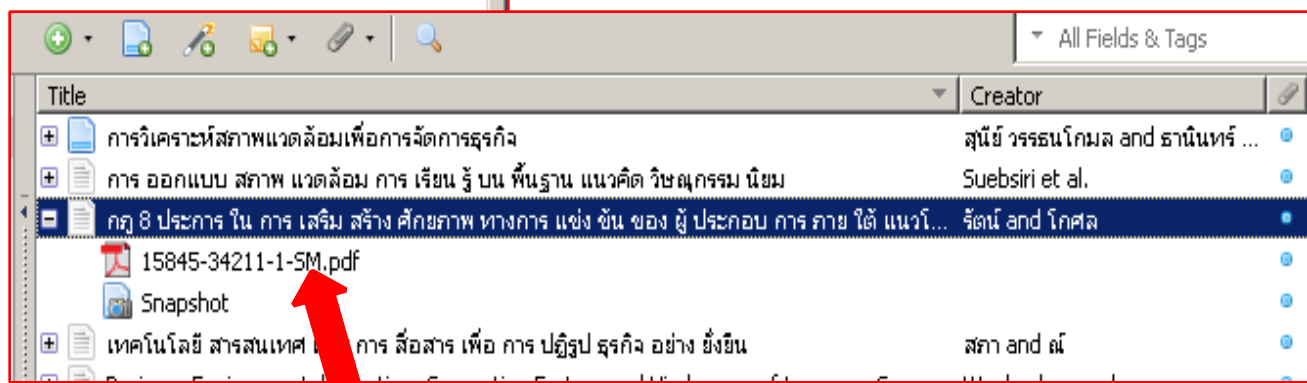 All Fields & Tags
Title Creator
การวิเคราะห์สภาพแวดล้อมเพื่อการจัดการธุรกิจ สุนีย์ วรรธนโกมล and ธานินทร์ ...
การ ออกแบบ สภาพ แวดล้อม การ เรียน รู้ บน พื้นฐาน แนวคิด วิษณุกรรม นิยม Suebsiri et al.
กฎ 8 ประการ ใน การ เสริม สร้าง ศักยภาพ ทางการ แข่ง ขัน ของ ผู้ ประกอบ การ ภาย ใต้ แนวโ... รัตน์ and โกศล
15845-34211-1-SM.pdf
Snapshot
เทคโนโลยี สารสนเทศ การ สื่อสาร เพื่อ การ ปฏิรูป ธุรกิจ อย่าง ยั่งยืน สภา and ณ์